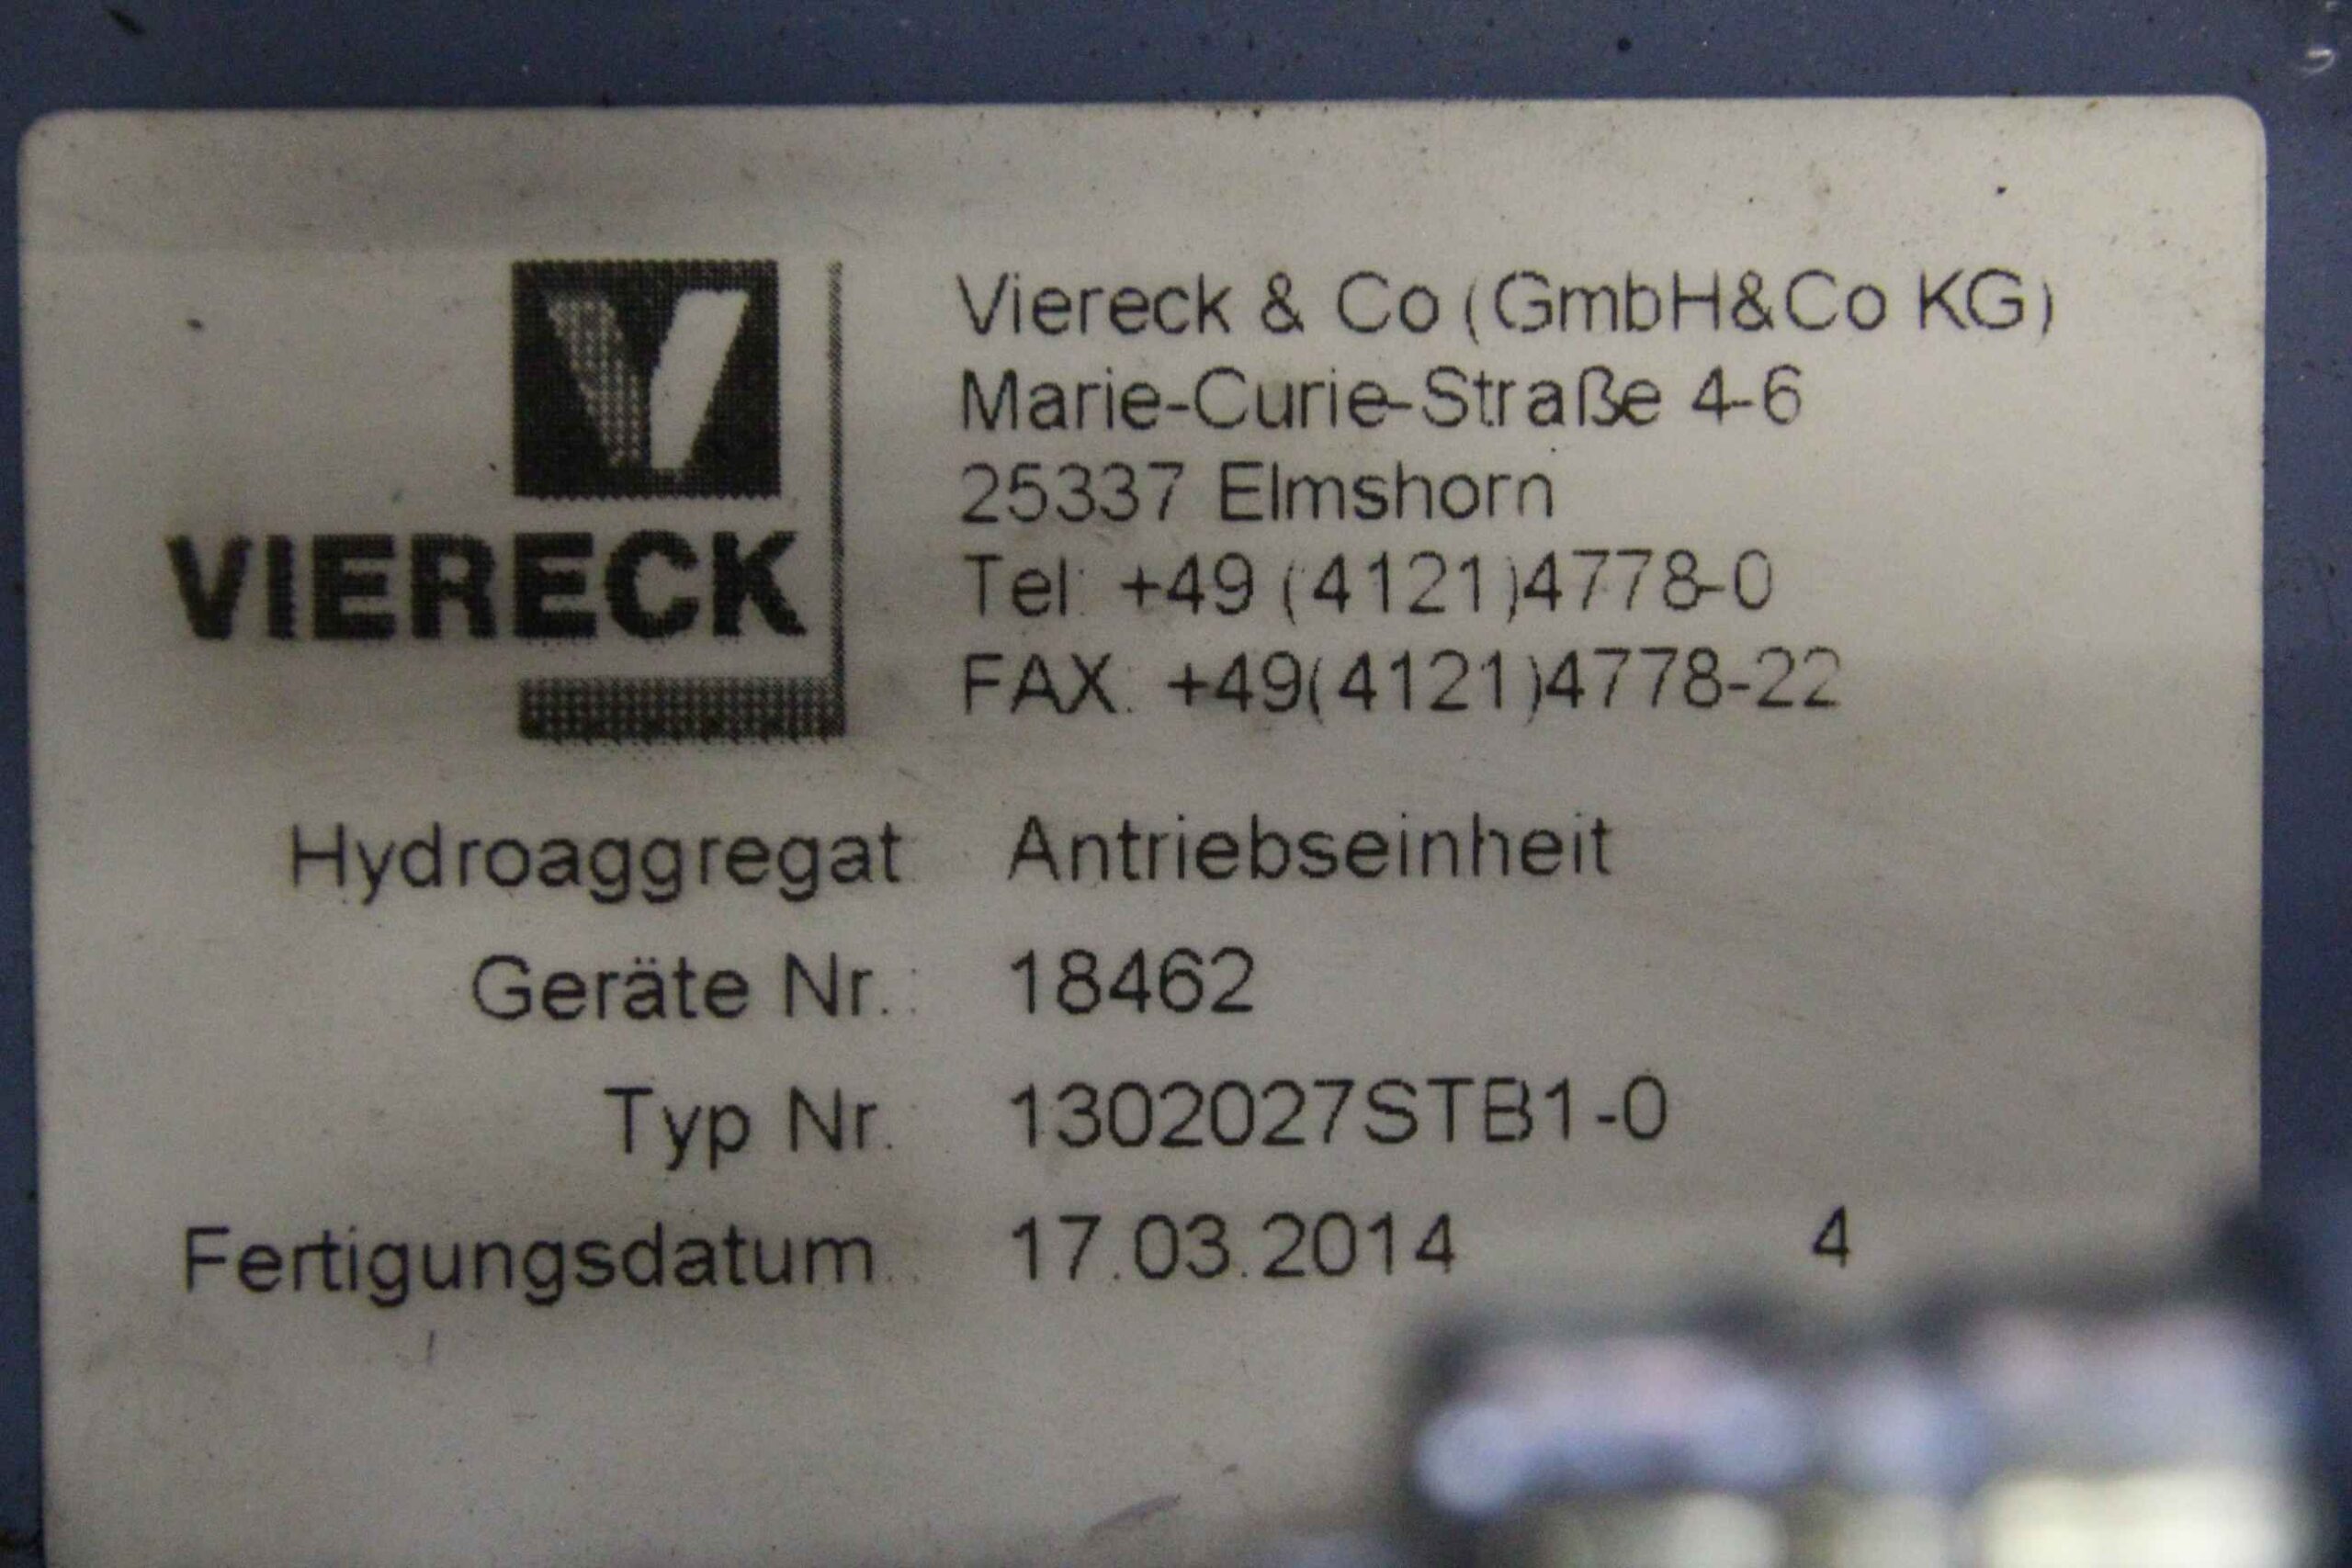 VIERECK
Viereck & Co (GmbH&Co KG)
Marie-Curie-Straße 4-6
25337 Elmshorn
Tel: +49 (4121)4778-0
FAX: +49(4121)4778-22
Hydroaggregat Antriebseinheit
Geräte Nr.: 18462
Typ Nr. 1302027STB1-0
Fertigungsdatum: 17.03.2014 4